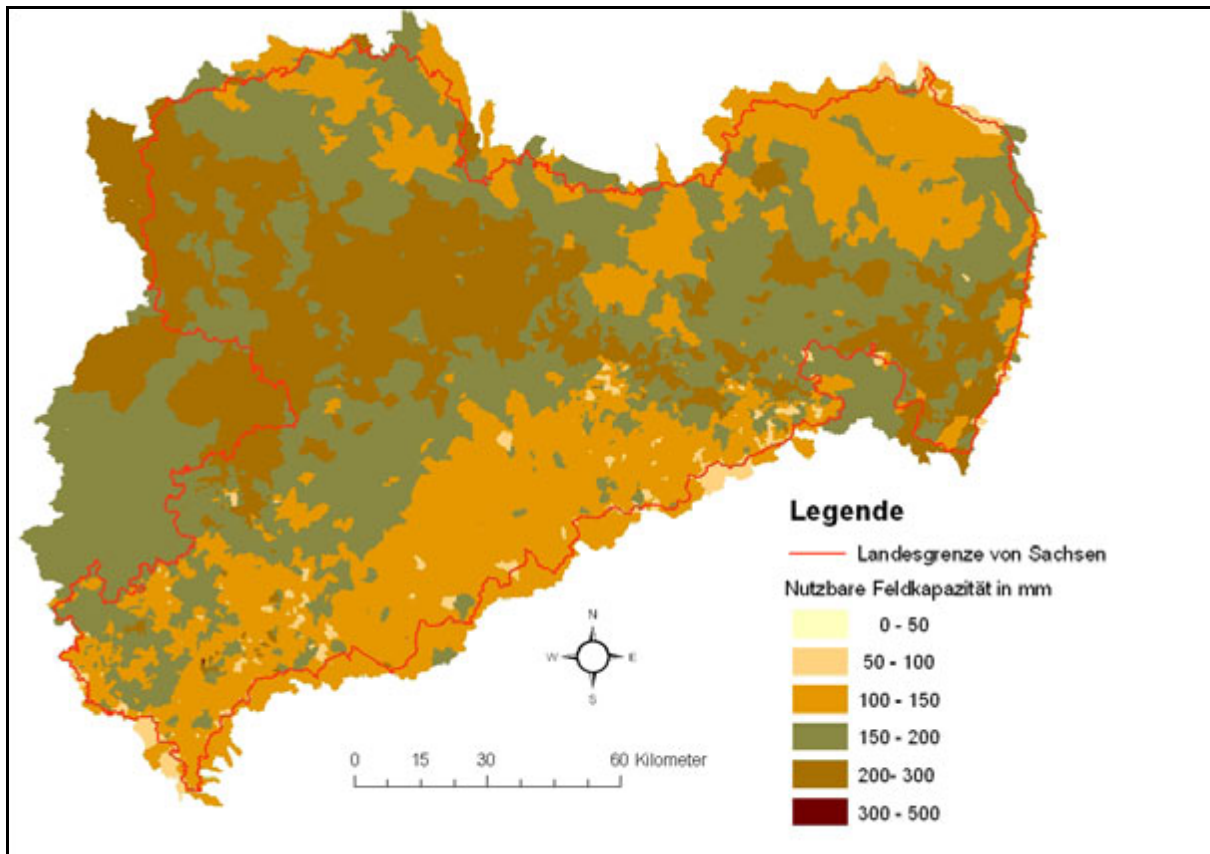 Legende
Landesgrenze von Sachsen
Nutzbare Feldkapazität in mm
0 - 50
50 - 100
100 - 150
150 - 200
200- 300
300 - 500
N
W E
S
0 15 30 60 Kilometer